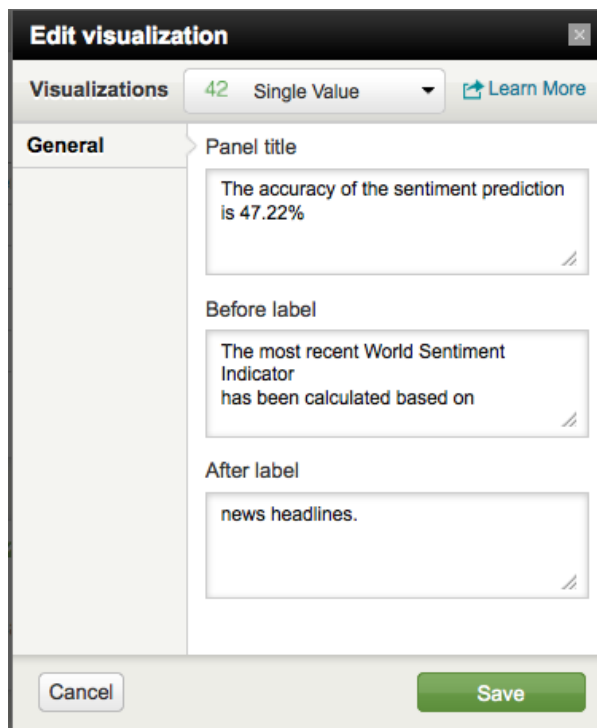 Edit visualization
Visualizations 42 Single Value Learn More
General
Panel title
The accuracy of the sentiment prediction
is 47.22%
Before label
The most recent World Sentiment
Indicator
has been calculated based on
After label
news headlines.
Cancel Save